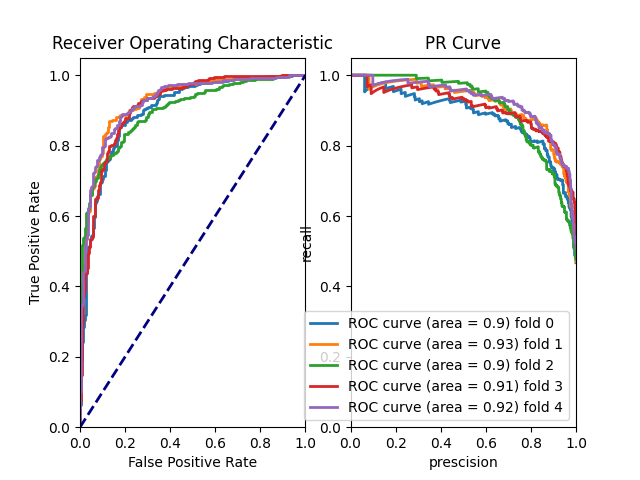 Receiver Operating Characteristic
PR Curve
1.0
0.8
0.6
0.4
0.2
0.0
True Positive Rate
0.0 0.2 0.4 0.6 0.8 1.0
False Positive Rate
1.0
0.8
0.6
0.4
0.2
0.0
recall
0.0 0.2 0.4 0.6 0.8 1.0
prescision
ROC curve (area = 0.9) fold 0
ROC curve (area = 0.93) fold 1
ROC curve (area = 0.9) fold 2
ROC curve (area = 0.91) fold 3
ROC curve (area = 0.92) fold 4